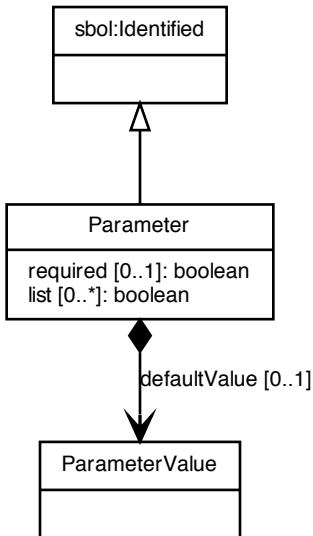 sbol:Identified
Parameter
required [0..1]: boolean
list [0..*]: boolean
defaultValue [0..1]
ParameterValue